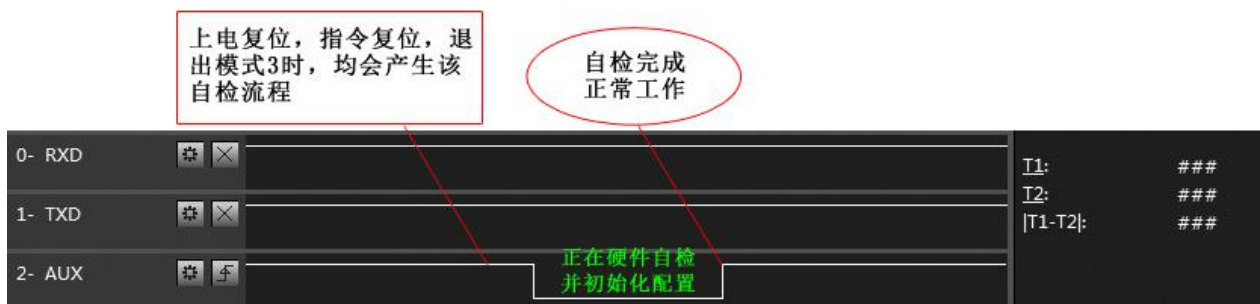 上电复位，指令复位，退
出模式3时，均会产生该
自检流程
自检完成
正常工作
0- RXD
T1: ###
T2: ###
1- TXD
|T1-T2|: ###
正在硬件自检
2- AUX
并初始化配置